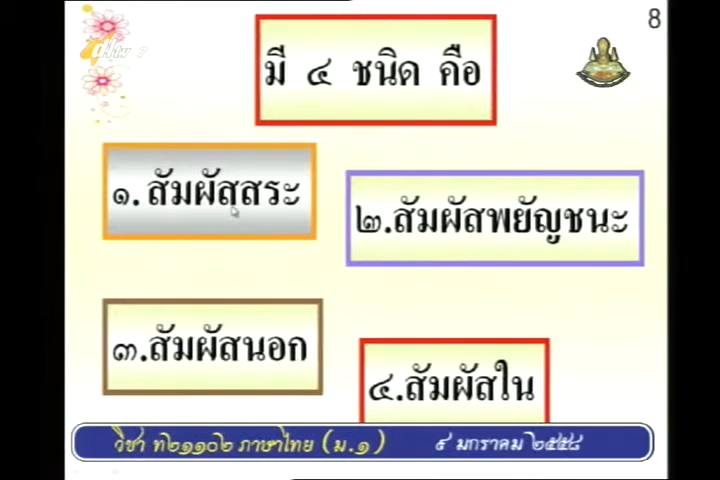 8
มี ๔ ชนิด คือ
๑. สัมผัสสระ
๒.สัมผัสพยัญชนะ
๓.สัมผัสนอก
๔.สัมผัสใน
วิชา ท๒๑๑๐๒ ภาษาไทย (ม.๑) ๙ มกราคม ๒๕๕๘